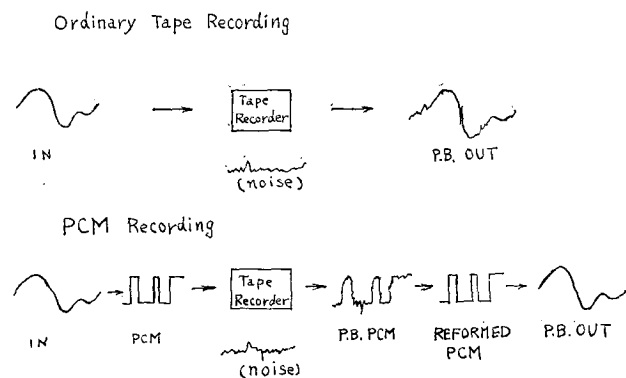 Ordinary Tape Recording
Tape
Recorder
IN
P.B. OUT
(noise)
PCM Recording
Tape
Recorder
IN
PCM
P.B. PCM
REFORMED
PCM
P.B. OUT
(noise)